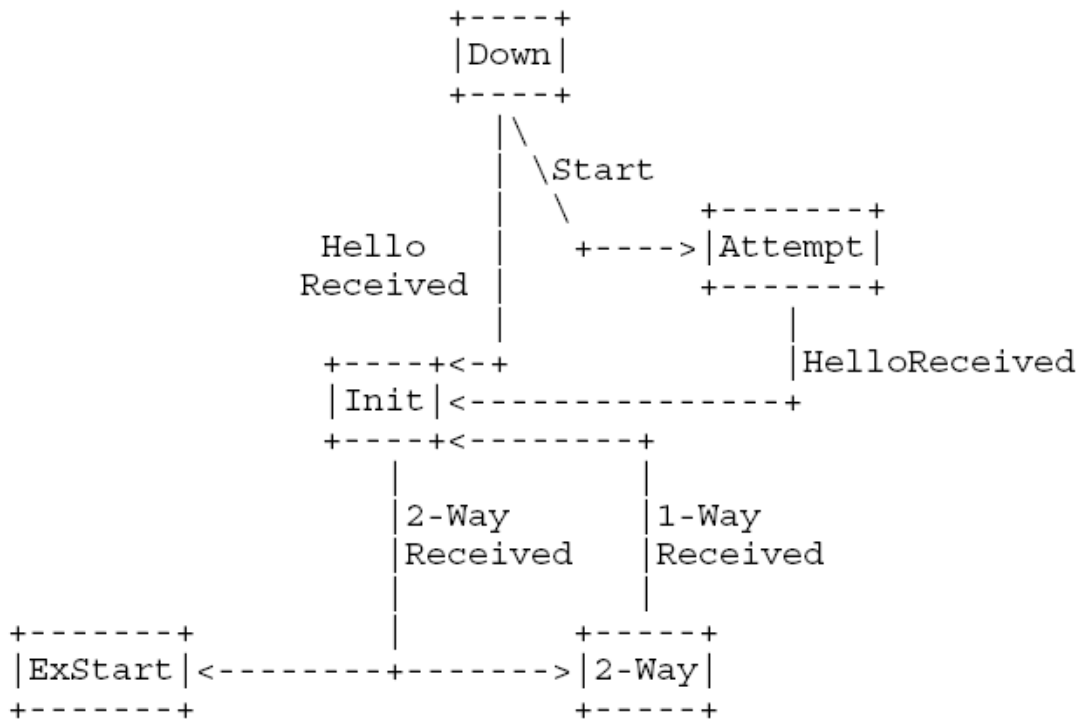 +----+
|Down|
+----+
|\
| \Start
| \ +-------+
Hello | +---->|Attempt|
Received | +-------+
| |
+----+<-+ |HelloReceived
|Init|<---------------+
+----+<--------+
| |
|2-Way |1-Way
|Received |Received
| |
+-------+ | +-----+
|ExStart|<--------+------->|2-Way|
+-------+ +-----+